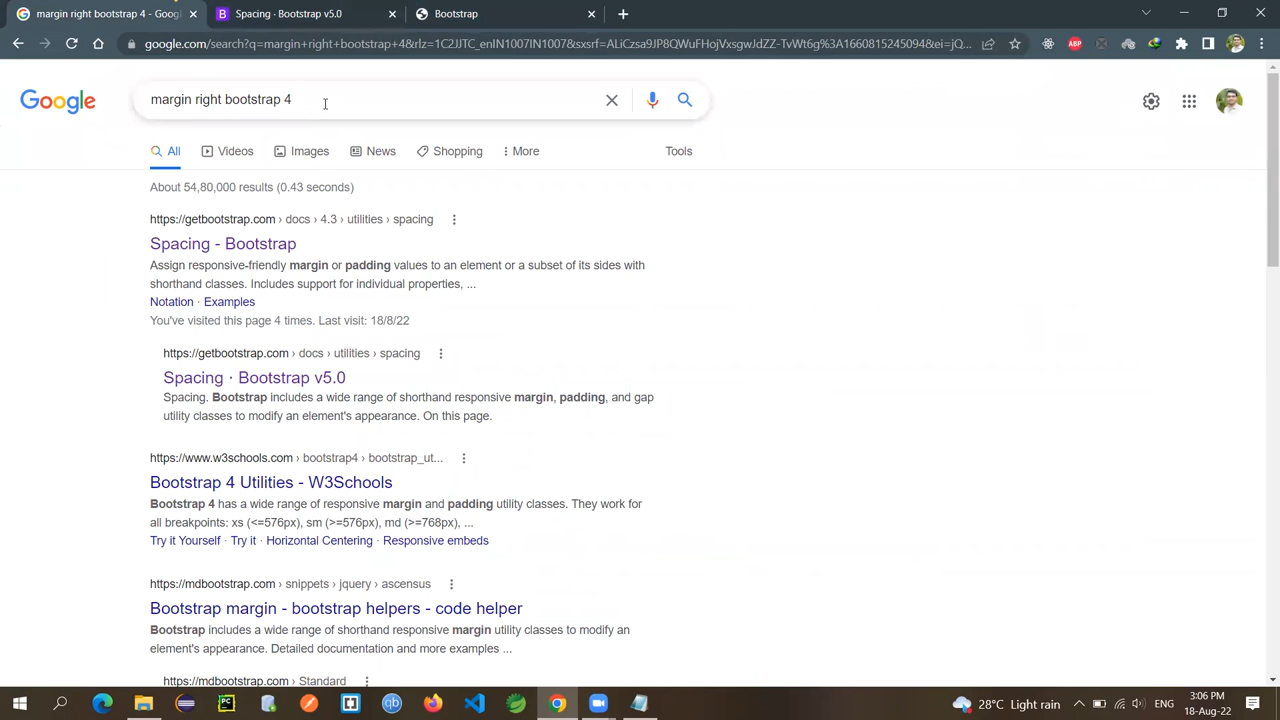 margin right bootstrap 4 - Googl
Spacing · Bootstrap v5.0
Bootstrap
google.com/search?q=margin+right+bootstrap+4&rlz=1C2JJTC_enIN1007IN1007&sxsrf=ALiCzsa9JP8QWuFHojVxsgwJdZZ-TvWt6g%3A1660815245094&ei=jQ...
ABP
Google
margin right bootstrap 4
All
Videos
Images
News
Shopping
More
Tools
About 54,80,000 results (0.43 seconds)
https://getbootstrap.com › docs › 4.3 › utilities › spacing
Spacing - Bootstrap
Assign responsive-friendly margin or padding values to an element or a subset of its sides with
shorthand classes. Includes support for individual properties, ...
Notation · Examples
You've visited this page 4 times. Last visit: 18/8/22
https://getbootstrap.com › docs › utilities › spacing
Spacing · Bootstrap v5.0
Spacing. Bootstrap includes a wide range of shorthand responsive margin, padding, and gap
utility classes to modify an element's appearance. On this page.
https://www.w3schools.com › bootstrap4 › bootstrap_ut...
Bootstrap 4 Utilities - W3Schools
Bootstrap 4 has a wide range of responsive margin and padding utility classes. They work for
all breakpoints: xs (<=576px), sm (>=576px), md (>=768px), ...
Try it Yourself · Try it · Horizontal Centering · Responsive embeds
https://mdbootstrap.com › snippets › jquery › ascensus
Bootstrap margin - bootstrap helpers - code helper
Bootstrap includes a wide range of shorthand responsive margin utility classes to modify an
element's appearance. Detailed documentation and more examples ...
https://mdbootstrap.com › Standard
PC
qb
28°C Light rain
ENG
3:06 PM
18-Aug-22